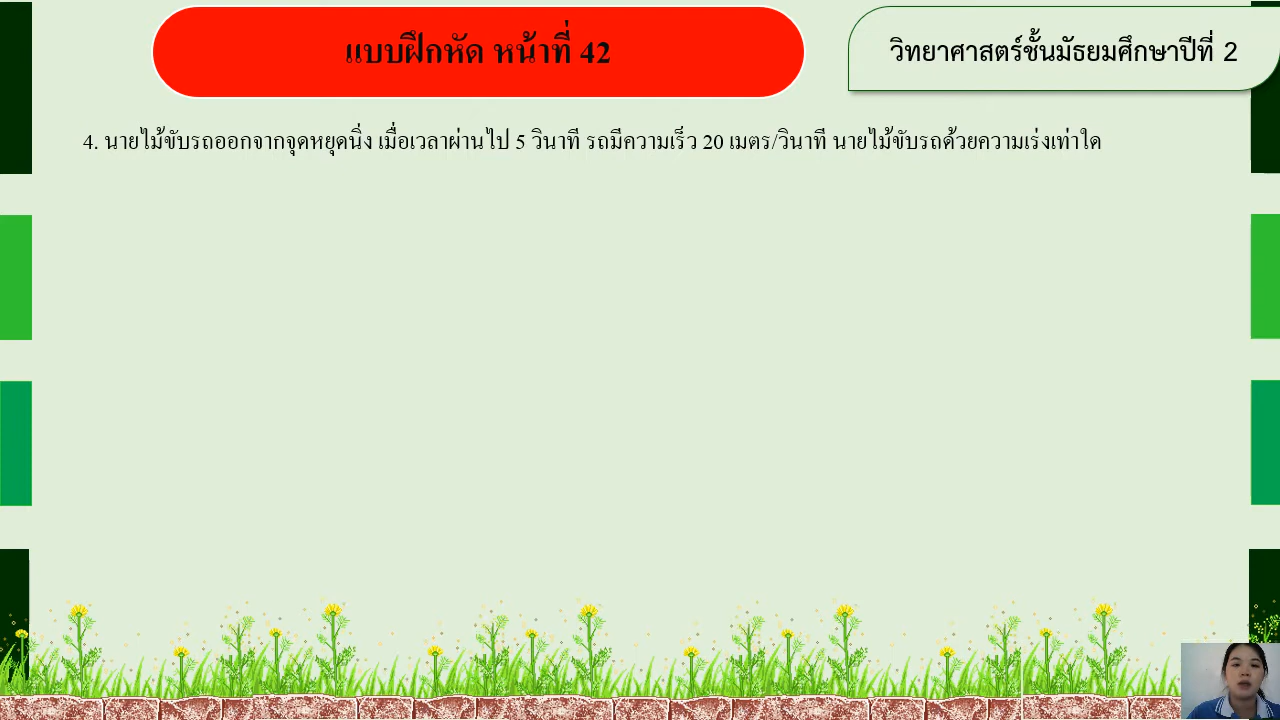 แบบฝึกหัด หน้าที่ 42
วิทยาศาสตร์ชั้นมัธยมศึกษาปีที่ 2
4. นายไม้ขับรถออกจากจุดหยุดนิ่ง เมื่อเวลาผ่านไป 5 วินาที รถมีความเร็ว 20 เมตร/วินาที นายไม้ขับรถด้วยความเร่งเท่าใด